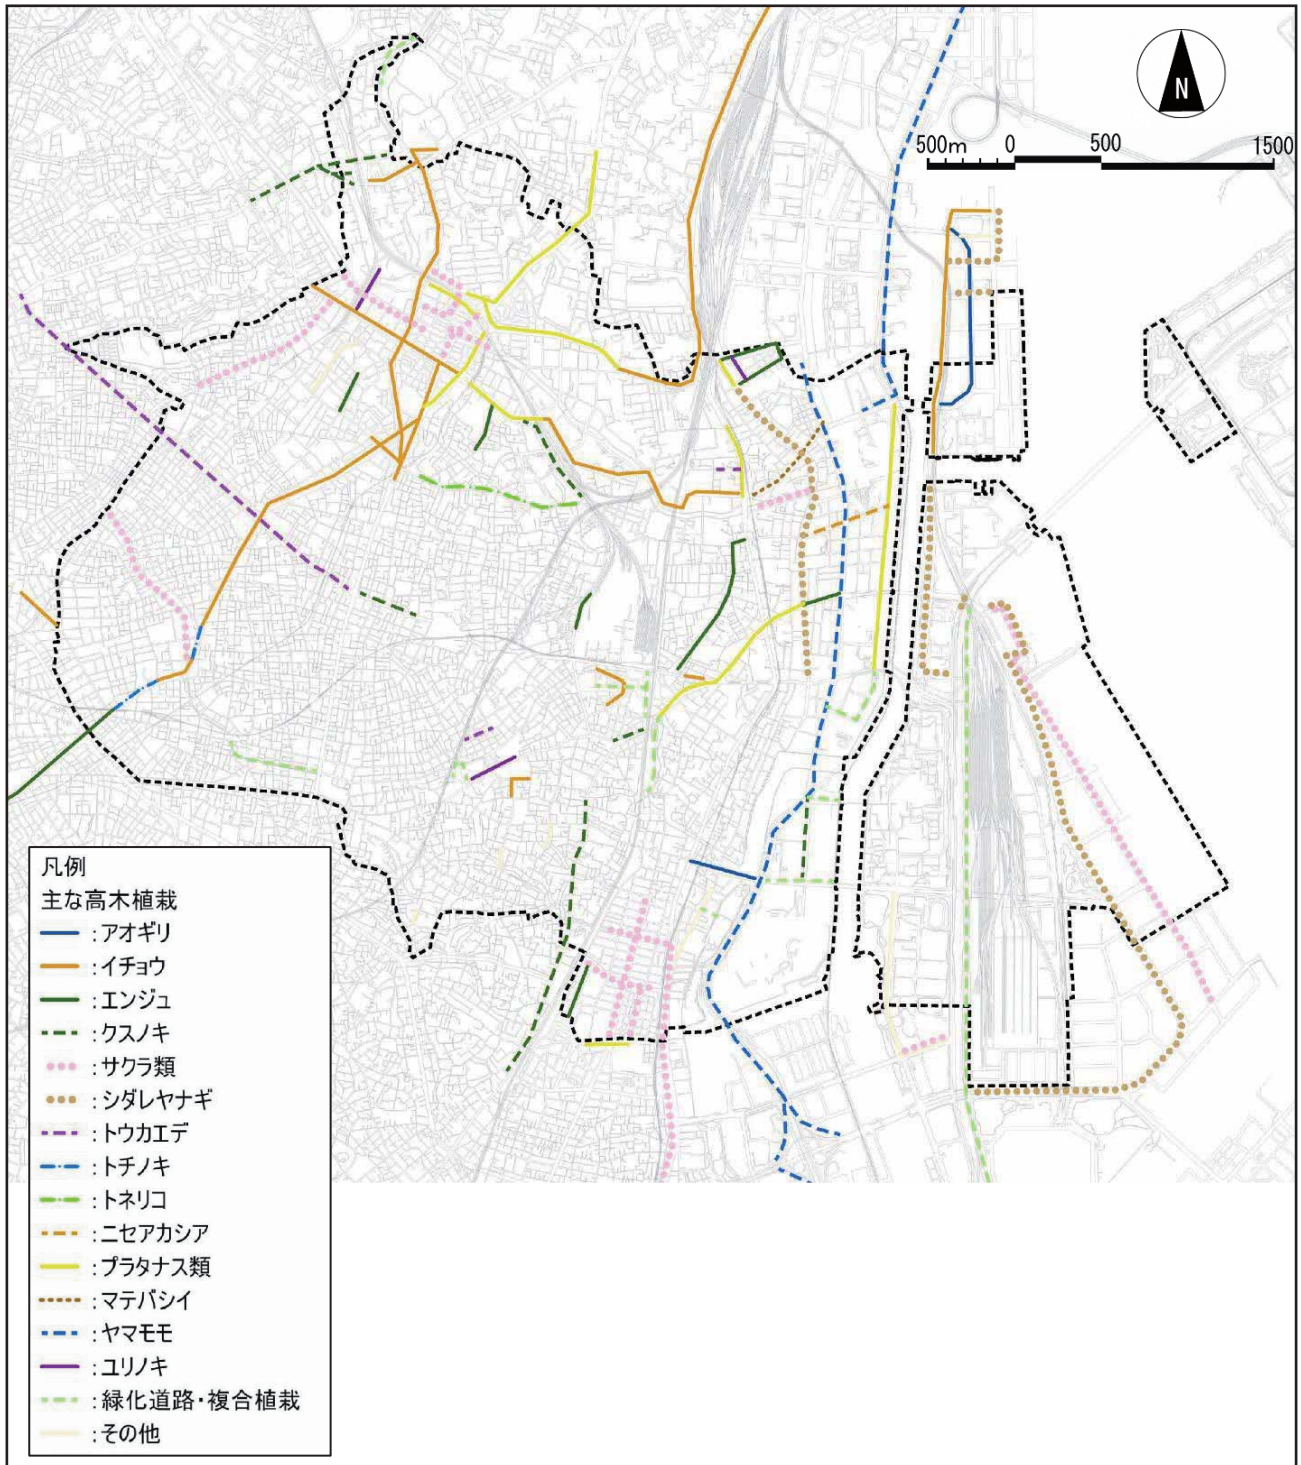 N
500m 0 500 1500
凡例
主な高木植栽
:アオギリ
:イチョウ
:エンジュ
:クスノキ
:サクラ類
:シダレヤナギ
:トウカエデ
:トチノキ
:トネリコ
:ニセアカシア
:プラタナス類
:マテバシイ
:ヤマモモ
:ユリノキ
:緑化道路・複合植栽
:その他